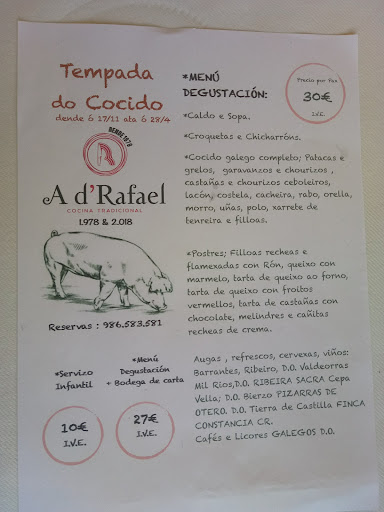 Tempada
do Cocido
desde ó 17/11 ata ó 28/4
DESDE 1978
A d'Rafael
COCINA TRADICIONAL
1.978 & 2.018
Reservas : 986.583.581
*Servizo
Infantil
10€
I.V.E.
*Menú
Degustación
+ Bodega de carta
27€
I.V.E.
*MENÚ
DEGUSTACIÓN:
Precio por Pax
30€
I.V.E.
*Caldo e Sopa.
*Croquetas e Chicharróns.
*Cocido galego completo; Patacas e
grelos, garavanzos e chourizos ,
castañas e chourizos ceboleiros,
lacón, costela, cacheira, rabo, orella,
morro, uñas, polo, xarrete de
tenreira e filloas.
*Postres; Filloas recheas e
flamexadas con Rón, queixo con
marmelo, tarta de queixo ao forno,
tarta de queixo con froitos
vermellos, tarta de castañas con
chocolate, melindres e cañitas
recheas de crema.
Augas , refrescos, cervexas, viños:
Barrantes, Ribeiro, D.O. Valdeorras
Mil Rios,D.O. RIBEIRA SACRA Cepa
Vella; D.O. Bierzo PIZARRAS DE
OTERO. D.O. Tierra de Castilla FINCA
CONSTANCIA CR.
Cafés e Licores GALEGOS D.O.